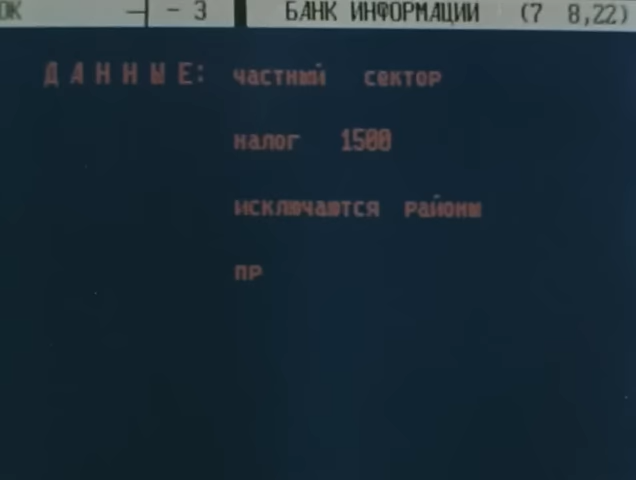 ОК — - 3 БАНК ИНФОРМАЦИИ (7 8,22)
ДАННЫЕ: частный сектор
налог 1500
исключаются районы
ПР